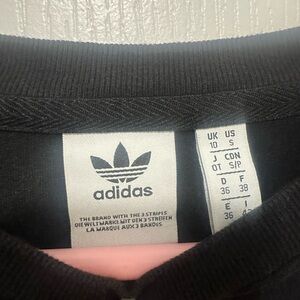 adidas
THE BRAND WITH THE 3 STRIPES
DIE WELTMARKE MIT DEN 3 STREIFEN
LA MARQUE AUX 3 BANDES
UK US
10 S
J CDN
OT S/P
D F
36 38
E I
36